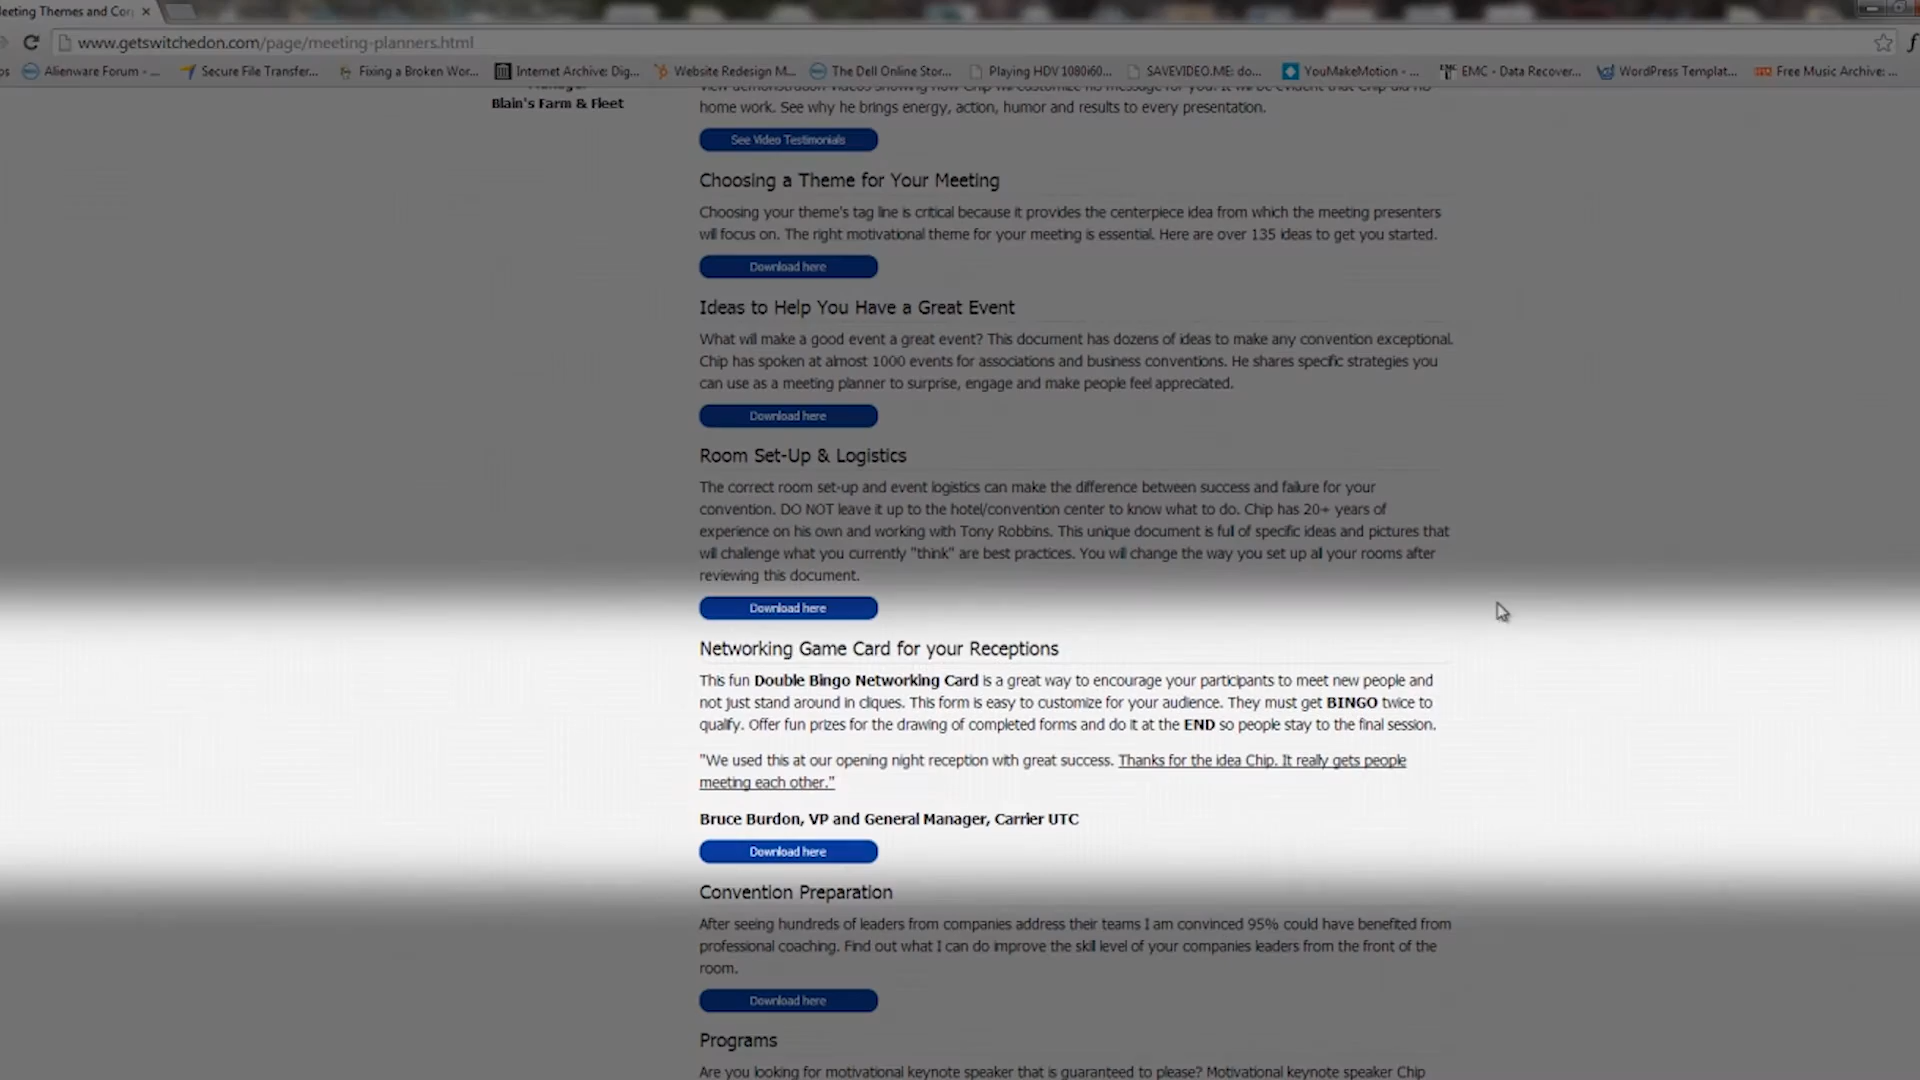 eeting Themes and Cor
www.getswitchedon.com/page/meeting-planners.html
os Alienware Forum - ... Secure File Transfer... Fixing a Broken Wor... Internet Archive: Dig... Website Redesign M... The Dell Online Stor... Playing HDV 1080i60... SAVEVIDEO.ME: do... YouMakeMotion - ... EMC - Data Recover... WordPress Templat... Free Music Archive: ...
Blain's Farm & Fleet
view demonstration videos showing how Chip will customize his message for you. It will be evident that Chip did his
home work. See why he brings energy, action, humor and results to every presentation.
See Video Testimonials
Choosing a Theme for Your Meeting
Choosing your theme's tag line is critical because it provides the centerpiece idea from which the meeting presenters
will focus on. The right motivational theme for your meeting is essential. Here are over 135 ideas to get you started.
Download here
Ideas to Help You Have a Great Event
What will make a good event a great event? This document has dozens of ideas to make any convention exceptional.
Chip has spoken at almost 1000 events for associations and business conventions. He shares specific strategies you
can use as a meeting planner to surprise, engage and make people feel appreciated.
Download here
Room Set-Up & Logistics
The correct room set-up and event logistics can make the difference between success and failure for your
convention. DO NOT leave it up to the hotel/convention center to know what to do. Chip has 20+ years of
experience on his own and working with Tony Robbins. This unique document is full of specific ideas and pictures that
will challenge what you currently "think" are best practices. You will change the way you set up all your rooms after
reviewing this document.
Download here
Networking Game Card for your Receptions
This fun Double Bingo Networking Card is a great way to encourage your participants to meet new people and
not just stand around in cliques. This form is easy to customize for your audience. They must get BINGO twice to
qualify. Offer fun prizes for the drawing of completed forms and do it at the END so people stay to the final session.
"We used this at our opening night reception with great success. Thanks for the idea Chip. It really gets people
meeting each other."
Bruce Burdon, VP and General Manager, Carrier UTC
Download here
Convention Preparation
After seeing hundreds of leaders from companies address their teams I am convinced 95% could have benefited from
professional coaching. Find out what I can do improve the skill level of your companies leaders from the front of the
room.
Download here
Programs
Are you looking for motivational keynote speaker that is guaranteed to please? Motivational keynote speaker Chip